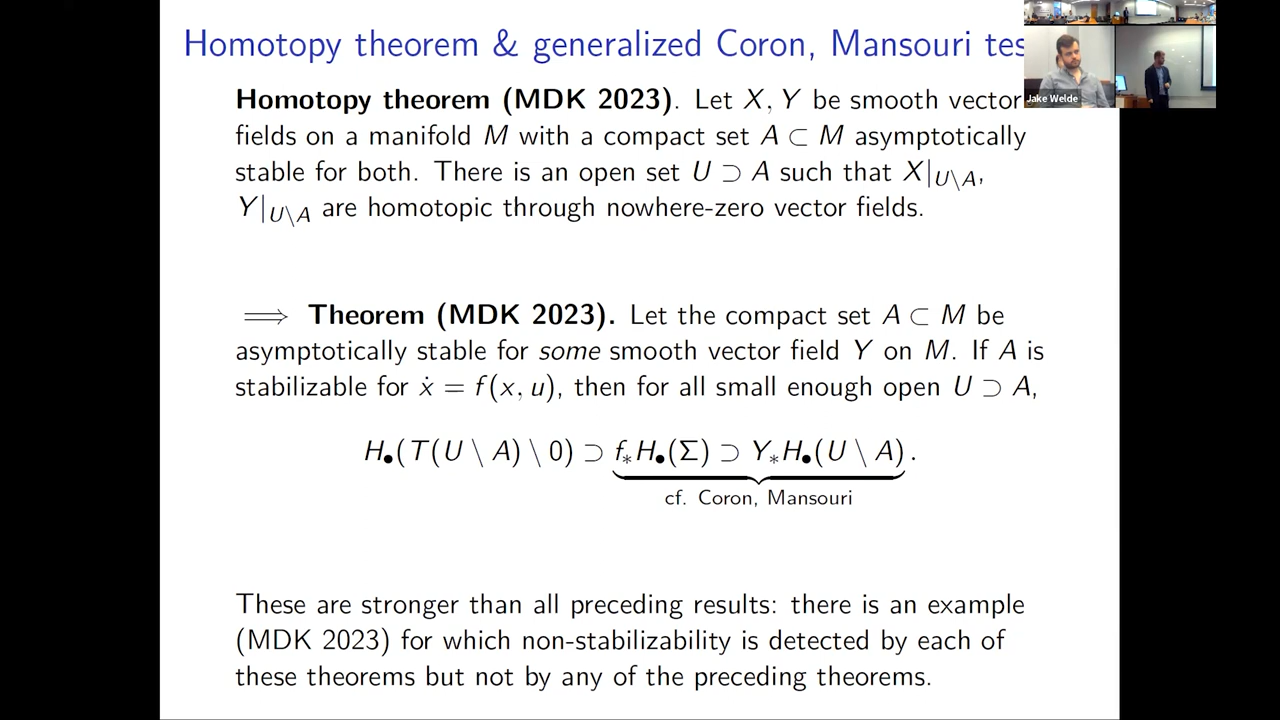 Homotopy theorem & generalized Coron, Mansouri tes
Jake Welde
Homotopy theorem (MDK 2023). Let X, Y be smooth vector
fields on a manifold M with a compact set A ⊂ M asymptotically
stable for both. There is an open set U ⊃ A such that X|_{U\A},
Y|_{U\A} are homotopic through nowhere-zero vector fields.
⟹ Theorem (MDK 2023). Let the compact set A ⊂ M be
asymptotically stable for some smooth vector field Y on M. If A is
stabilizable for ẋ = f(x, u), then for all small enough open U ⊃ A,
H_•(T(U \ A) \ 0) ⊃ f_*H_•(Σ) ⊃ Y_*H_•(U \ A).
cf. Coron, Mansouri
These are stronger than all preceding results: there is an example
(MDK 2023) for which non-stabilizability is detected by each of
these theorems but not by any of the preceding theorems.